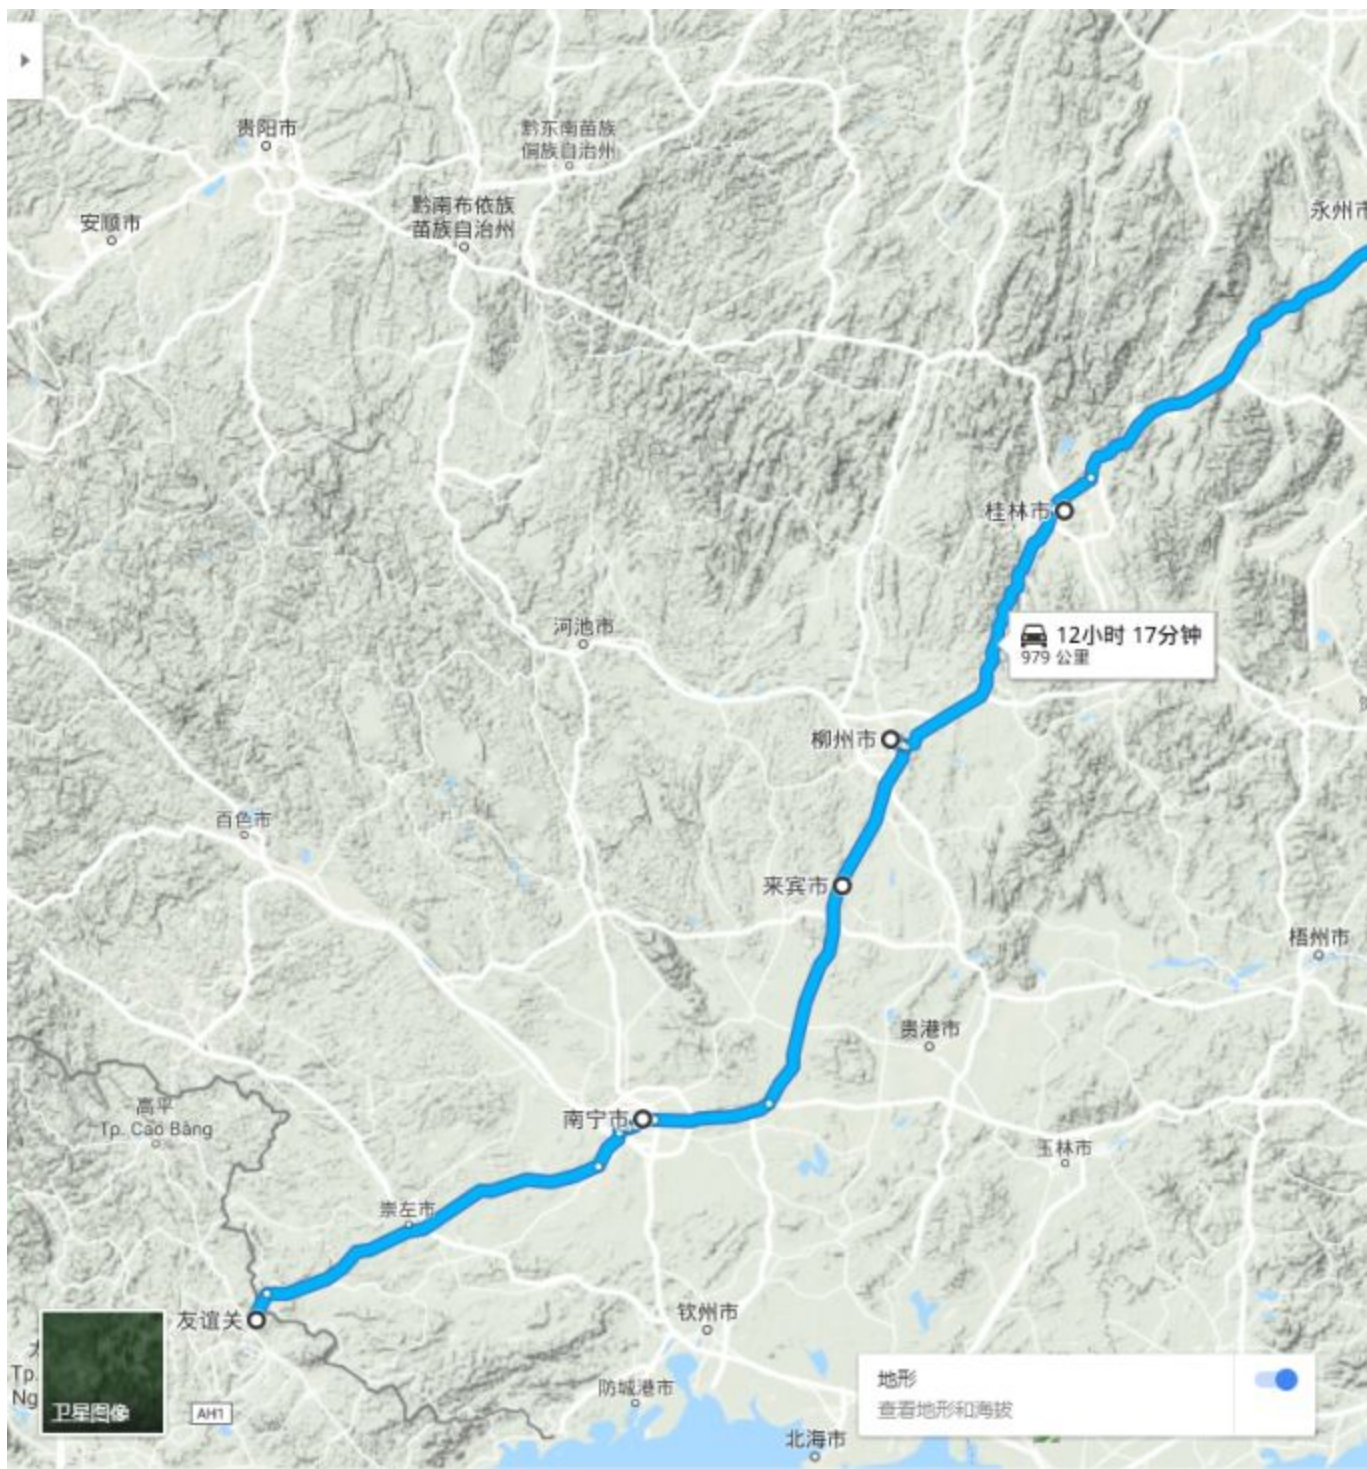 贵阳市
黔东南苗族
侗族自治州
黔南布依族
苗族自治州
安顺市
永州市
桂林市
河池市
12小时 17分钟
979 公里
柳州市
百色市
来宾市
梧州市
贵港市
高平
Tp. Cao Bằng
南宁市
玉林市
崇左市
友谊关
钦州市
Tp.
Ng
卫星图像
AH1
防城港市
北海市
地形
查看地形和海拔